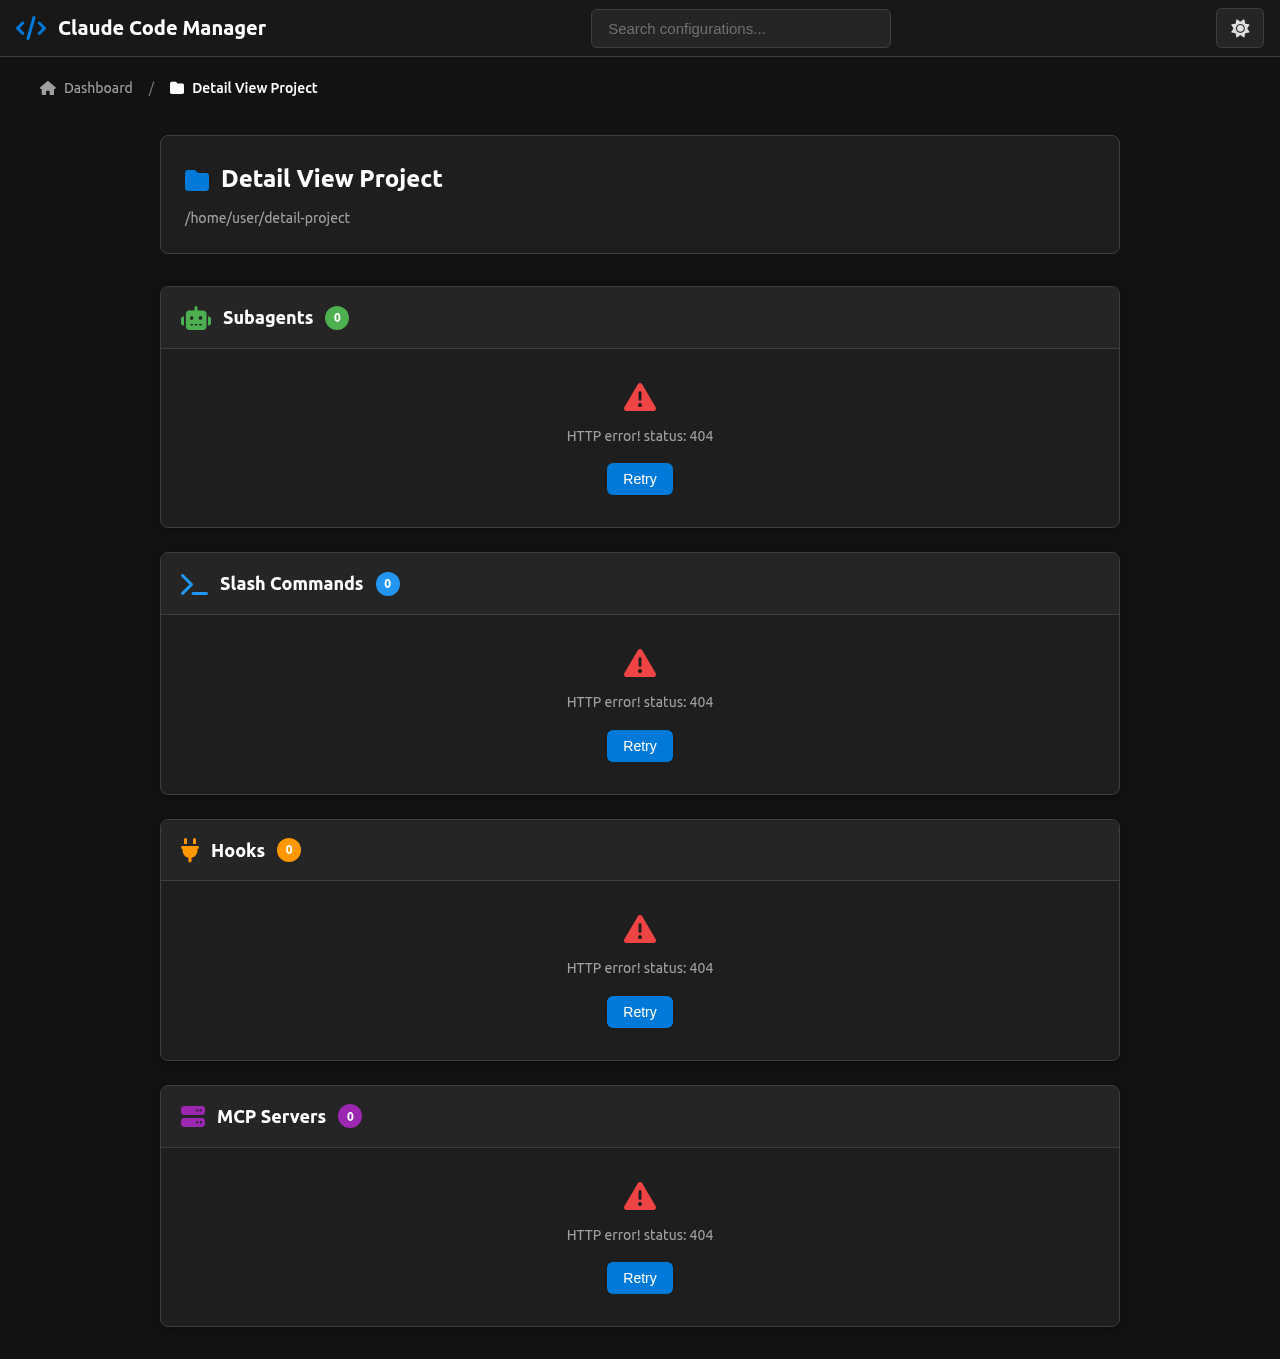 Claude Code Manager
Search configurations...
Dashboard / Detail View Project
Detail View Project
/home/user/detail-project
Subagents 0
HTTP error! status: 404
Retry
Slash Commands 0
HTTP error! status: 404
Retry
Hooks 0
HTTP error! status: 404
Retry
MCP Servers 0
HTTP error! status: 404
Retry